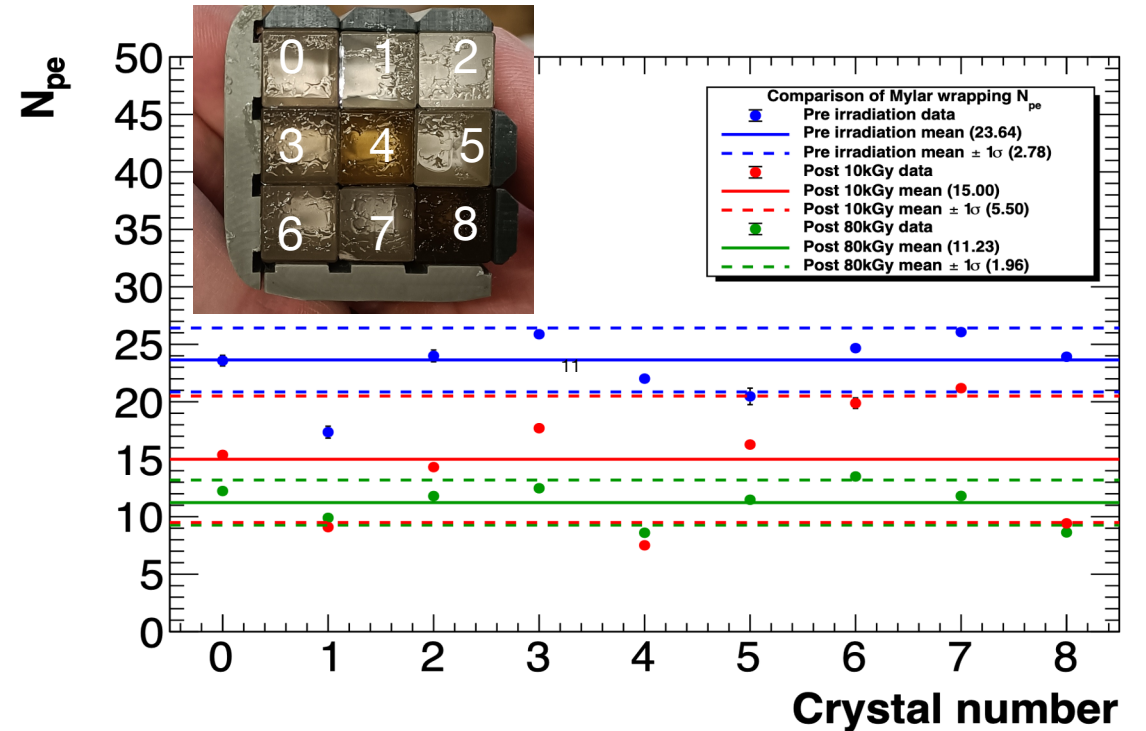 N_pe
50
45
40
35
30
25
20
15
10
5
0
0 1 2
3 4 5
6 7 8
Comparison of Mylar wrapping N_pe
Pre irradiation data
Pre irradiation mean (23.64)
Pre irradiation mean ± 1σ (2.78)
Post 10kGy data
Post 10kGy mean (15.00)
Post 10kGy mean ± 1σ (5.50)
Post 80kGy data
Post 80kGy mean (11.23)
Post 80kGy mean ± 1σ (1.96)
11
0 1 2 3 4 5 6 7 8
Crystal number